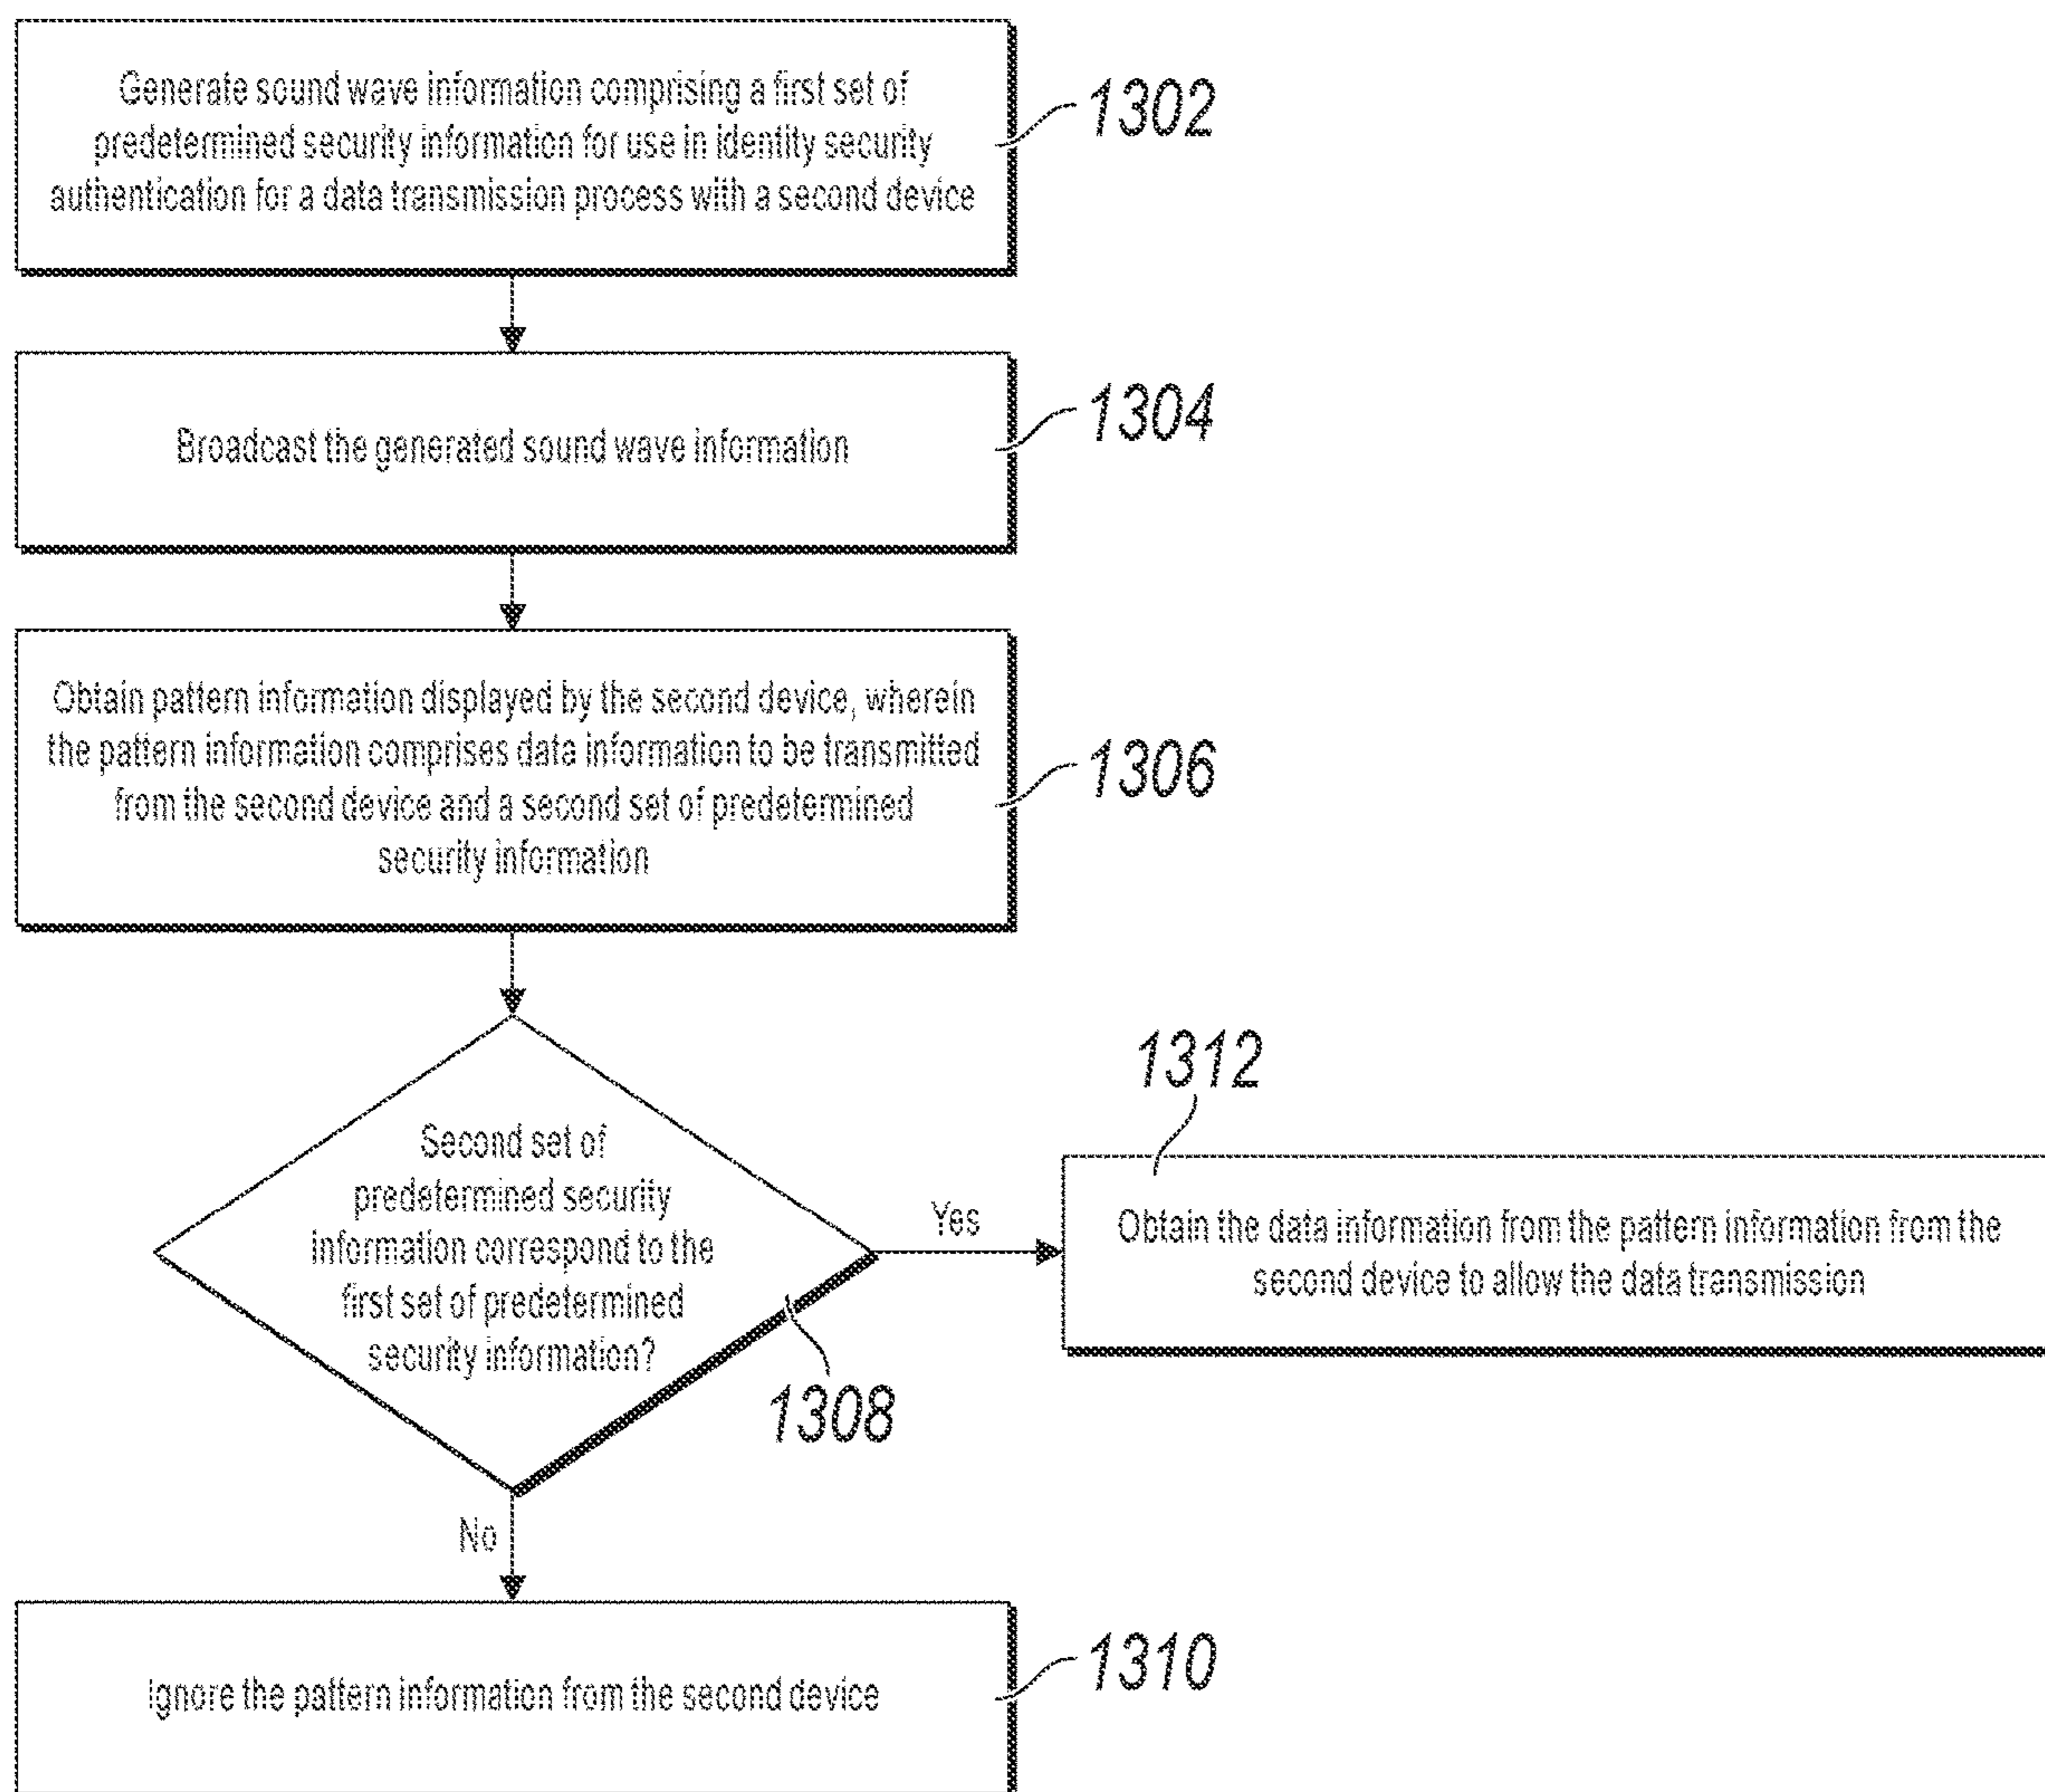 Generate sound wave information comprising a first set of
predetermined security information for use in identity security
authentication for a data transmission process with a second device
1302
Broadcast the generated sound wave information
1304
Obtain pattern information displayed by the second device, wherein
the pattern information comprises data information to be transmitted
from the second device and a second set of predetermined
security information
1306
Second set of
predetermined security
information correspond to the
first set of predetermined
security information?
1308
Yes
1312
Obtain the data information from the pattern information from the
second device to allow the data transmission
No
Ignore the pattern information from the second device
1310